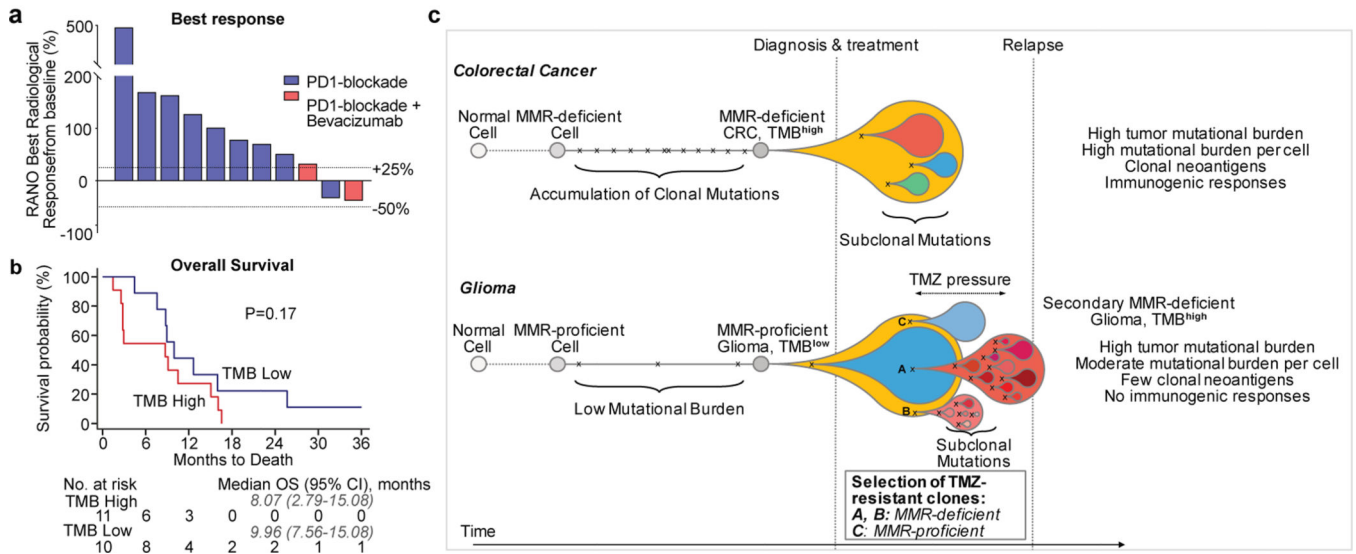 a
Best response
RANO Best Radiological
Responsefrom baseline (%)
500
200
100
0
-100
PD1-blockade
PD1-blockade +
Bevacizumab
+25%
-50%
b
Overall Survival
Survival probability (%)
100
80
60
40
20
0
P=0.17
TMB Low
TMB High
0 6 12 18 24 30 36
Months to Death
No. at risk
Median OS (95% CI), months
TMB High
8.07 (2.79-15.08)
11 6 3 0 0 0 0
TMB Low
9.96 (7.56-15.08)
10 8 4 2 2 1 1
c
Diagnosis & treatment
Relapse
Colorectal Cancer
Normal
Cell
MMR-deficient
Cell
MMR-deficient
CRC, TMBhigh
Accumulation of Clonal Mutations
Subclonal Mutations
High tumor mutational burden
High mutational burden per cell
Clonal neoantigens
Immunogenic responses
Glioma
TMZ pressure
Normal
Cell
MMR-proficient
Cell
MMR-proficient
Glioma, TMBlow
Low Mutational Burden
C
A
B
Subclonal
Mutations
Secondary MMR-deficient
Glioma, TMBhigh
High tumor mutational burden
Moderate mutational burden per cell
Few clonal neoantigens
No immunogenic responses
Selection of TMZ-
resistant clones:
A, B: MMR-deficient
C: MMR-proficient
Time